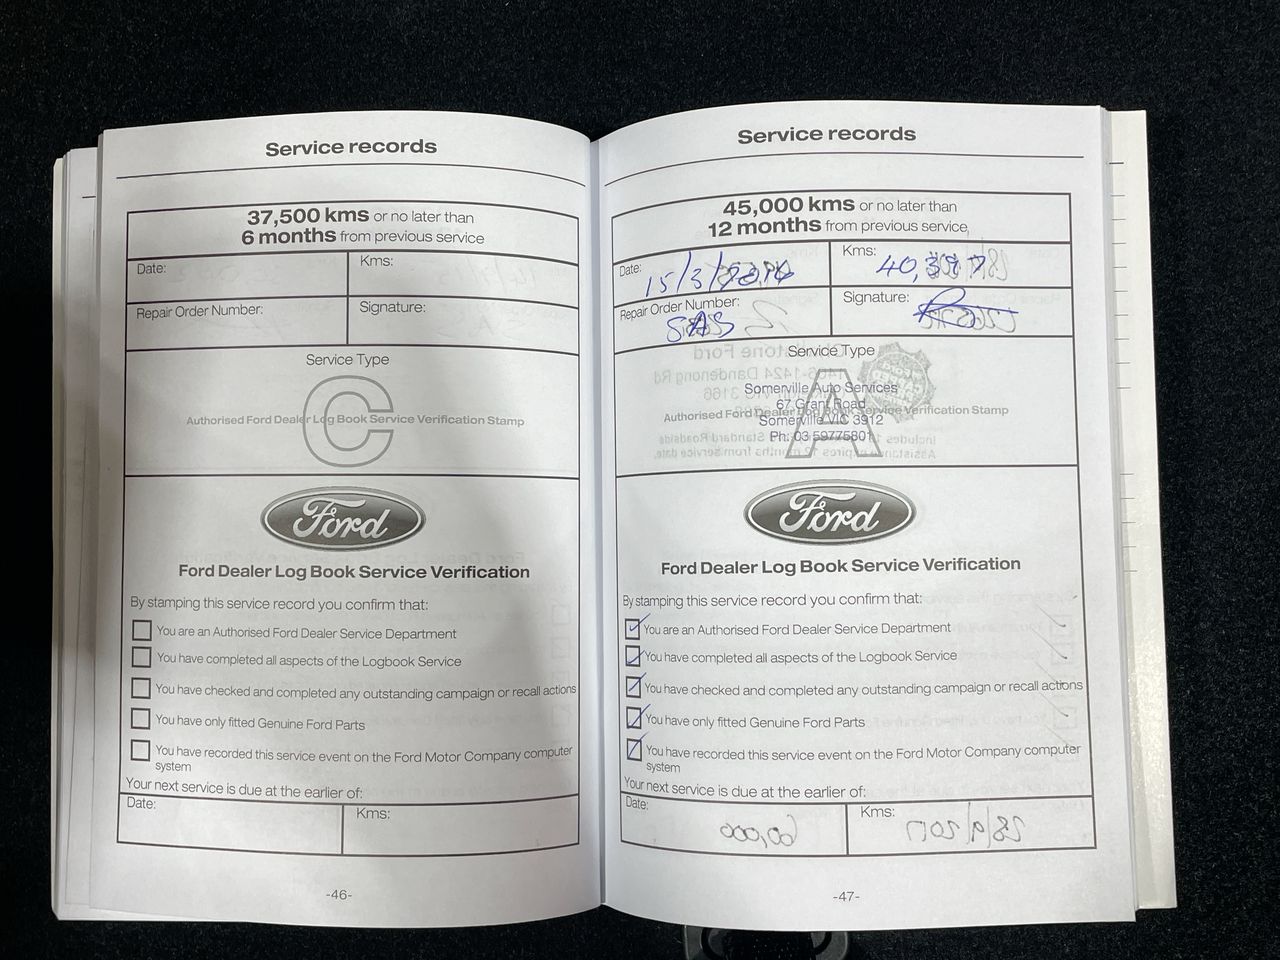 Service records
37,500 kms or no later than
6 months from previous service
Date:
Kms:
Repair Order Number:
Signature:
Service Type
C
Authorised Ford Dealer Log Book Service Verification Stamp
Ford
Ford Dealer Log Book Service Verification
By stamping this service record you confirm that:
You are an Authorised Ford Dealer Service Department
You have completed all aspects of the Logbook Service
You have checked and completed any outstanding campaign or recall actions
You have only fitted Genuine Ford Parts
You have recorded this service event on the Ford Motor Company computer
system
Your next service is due at the earlier of:
Date:
Kms:
-46-
Service records
45,000 kms or no later than
12 months from previous service
Date: 15/3/2016
Kms: 40,397
Repair Order Number:
SAS
Signature:
Service Type
A
Somerville Auto Services
67 Grant Road
Authorised Ford Dealer Log Book Service Verification Stamp
Somerville VIC 3912
Ph: 03 59775801
Ford
Ford Dealer Log Book Service Verification
By stamping this service record you confirm that:
You are an Authorised Ford Dealer Service Department
You have completed all aspects of the Logbook Service
You have checked and completed any outstanding campaign or recall actions
You have only fitted Genuine Ford Parts
You have recorded this service event on the Ford Motor Company computer
system
Your next service is due at the earlier of:
Date:
Kms:
-47-